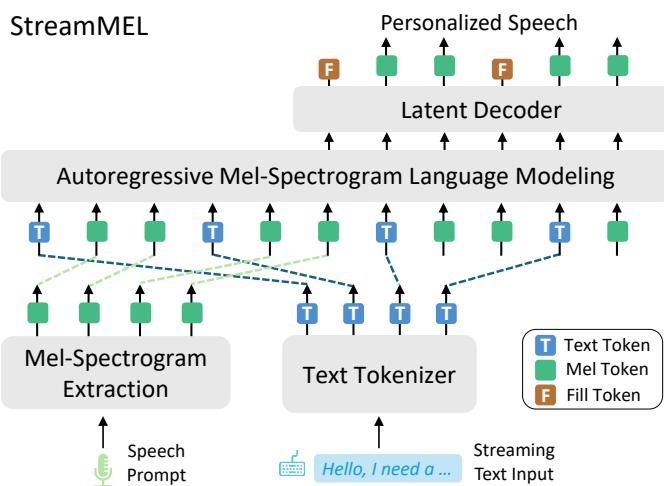 StreamMEL
Personalized Speech
F
F
Latent Decoder
Autoregressive Mel-Spectrogram Language Modeling
T
T
T
T
T
T
T
T
Mel-Spectrogram
Extraction
Text Tokenizer
T Text Token
Mel Token
F Fill Token
Speech
Prompt
Hello, I need a ...
Streaming
Text Input